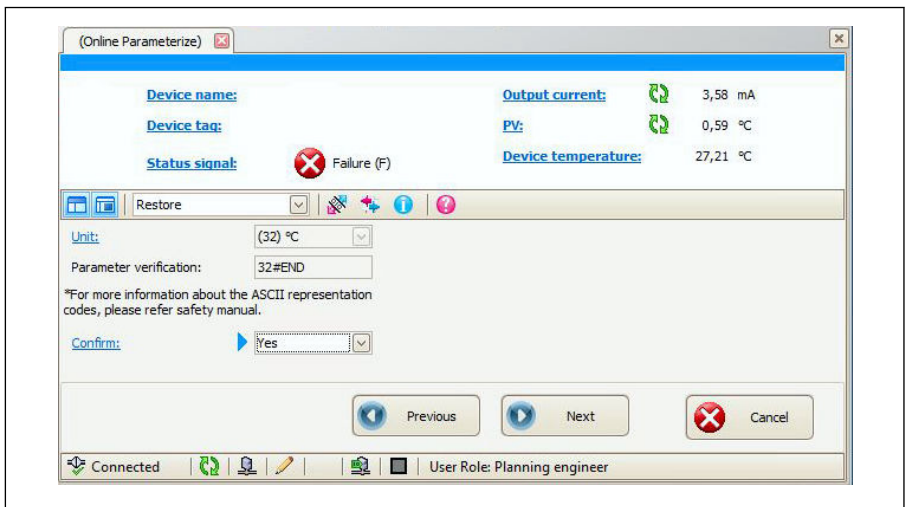 (Online Parameterize)
Device name:
Output current: 3,58 mA
Device tag:
PV: 0,59 °C
Status signal: Failure (F)
Device temperature: 27,21 °C
Restore
Unit: (32) °C
Parameter verification: 32#END
*For more information about the ASCII representation
codes, please refer safety manual.
Confirm: Yes
Previous Next Cancel
Connected User Role: Planning engineer